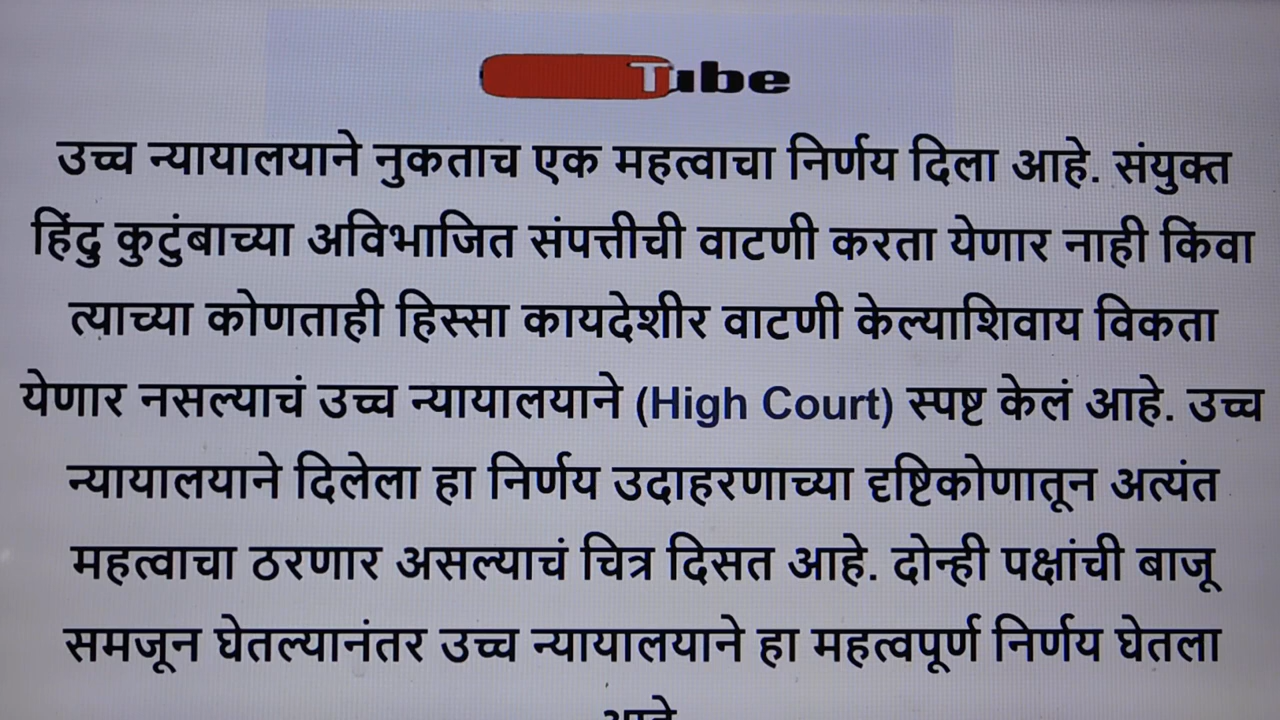 Tube
उच्च न्यायालयाने नुकताच एक महत्वाचा निर्णय दिला आहे. संयुक्त
हिंदु कुटुंबाच्या अविभाजित संपत्तीची वाटणी करता येणार नाही किंवा
त्याच्या कोणताही हिस्सा कायदेशीर वाटणी केल्याशिवाय विकता
येणार नसल्याचं उच्च न्यायालयाने (High Court) स्पष्ट केलं आहे. उच्च
न्यायालयाने दिलेला हा निर्णय उदाहरणाच्या दृष्टिकोणातून अत्यंत
महत्वाचा ठरणार असल्याचं चित्र दिसत आहे. दोन्ही पक्षांची बाजू
समजून घेतल्यानंतर उच्च न्यायालयाने हा महत्वपूर्ण निर्णय घेतला